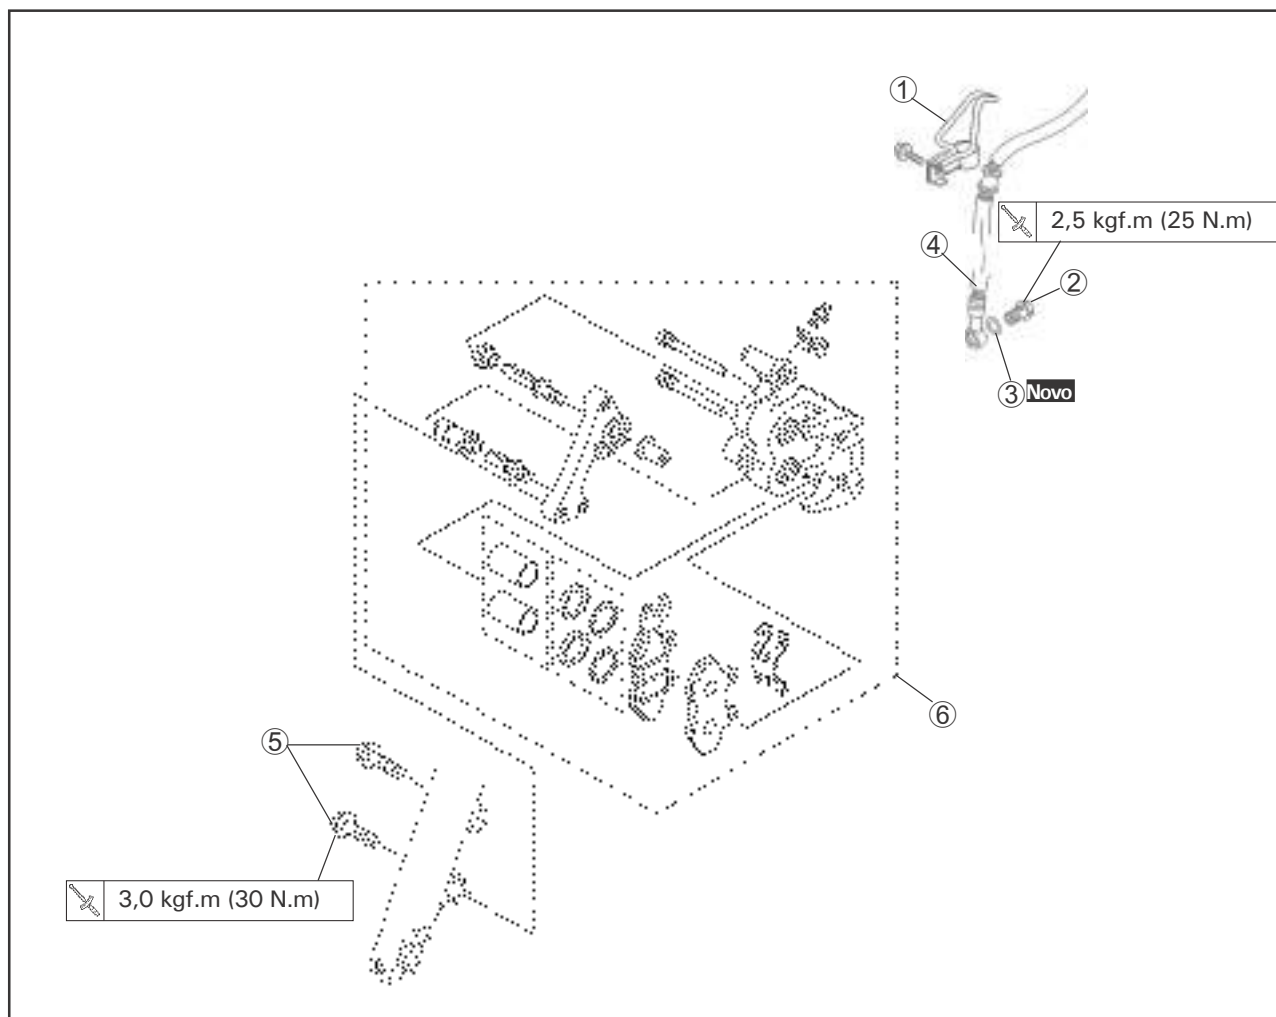 ①
2,5 kgf.m (25 N.m)
④
②
③ Novo
⑥
⑤
3,0 kgf.m (30 N.m)